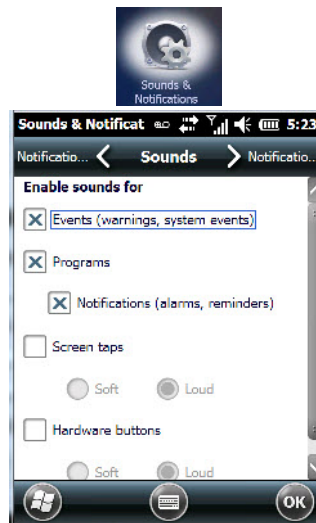 Sounds &
Notifications
Sounds & Notificat 5:23
Notificatio... Sounds Notificatio..
Enable sounds for
Events (warnings, system events)
Programs
Notifications (alarms, reminders)
Screen taps
Soft Loud
Hardware buttons
Soft Loud
OK